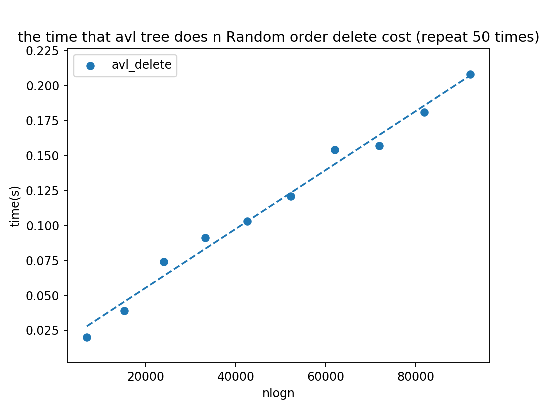 the time that avl tree does n Random order delete cost (repeat 50 times)
0.225
0.200
0.175
0.150
0.125
0.100
0.075
0.050
0.025
time(s)
avl_delete
20000 40000 60000 80000
nlogn